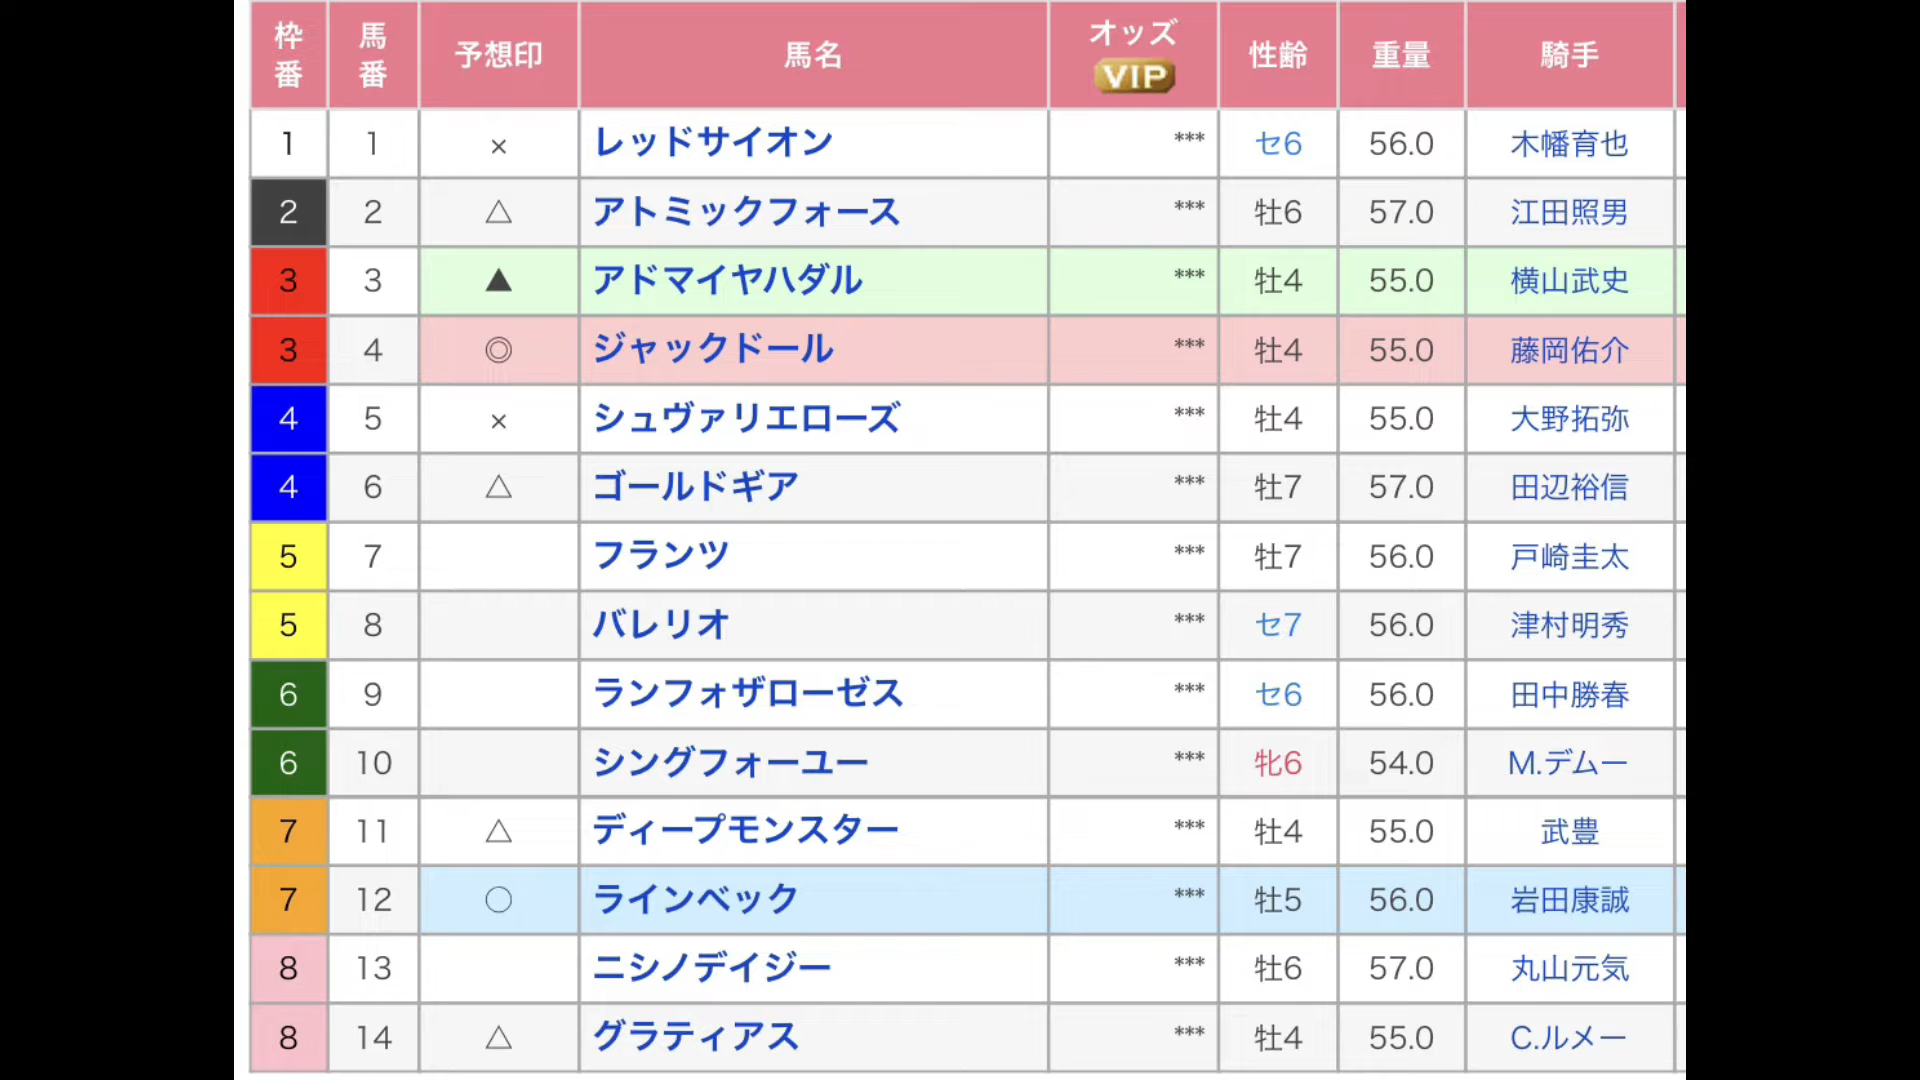 枠番 馬番 予想印 馬名 オッズ VIP 性齢 重量 騎手
1 1 × レッドサイオン *** セ6 56.0 木幡育也
2 2 △ アトミックフォース *** 牡6 57.0 江田照男
3 3 ▲ アドマイヤハダル *** 牡4 55.0 横山武史
3 4 ◎ ジャックドール *** 牡4 55.0 藤岡佑介
4 5 × シュヴァリエローズ *** 牡4 55.0 大野拓弥
4 6 △ ゴールドギア *** 牡7 57.0 田辺裕信
5 7 フランツ *** 牡7 56.0 戸崎圭太
5 8 バレリオ *** セ7 56.0 津村明秀
6 9 ランフォザローゼス *** セ6 56.0 田中勝春
6 10 シングフォーユー *** 牝6 54.0 M.デムー
7 11 △ ディープモンスター *** 牡4 55.0 武豊
7 12 ○ ラインベック *** 牡5 56.0 岩田康誠
8 13 ニシノデイジー *** 牡6 57.0 丸山元気
8 14 △ グラティアス *** 牡4 55.0 C.ルメー